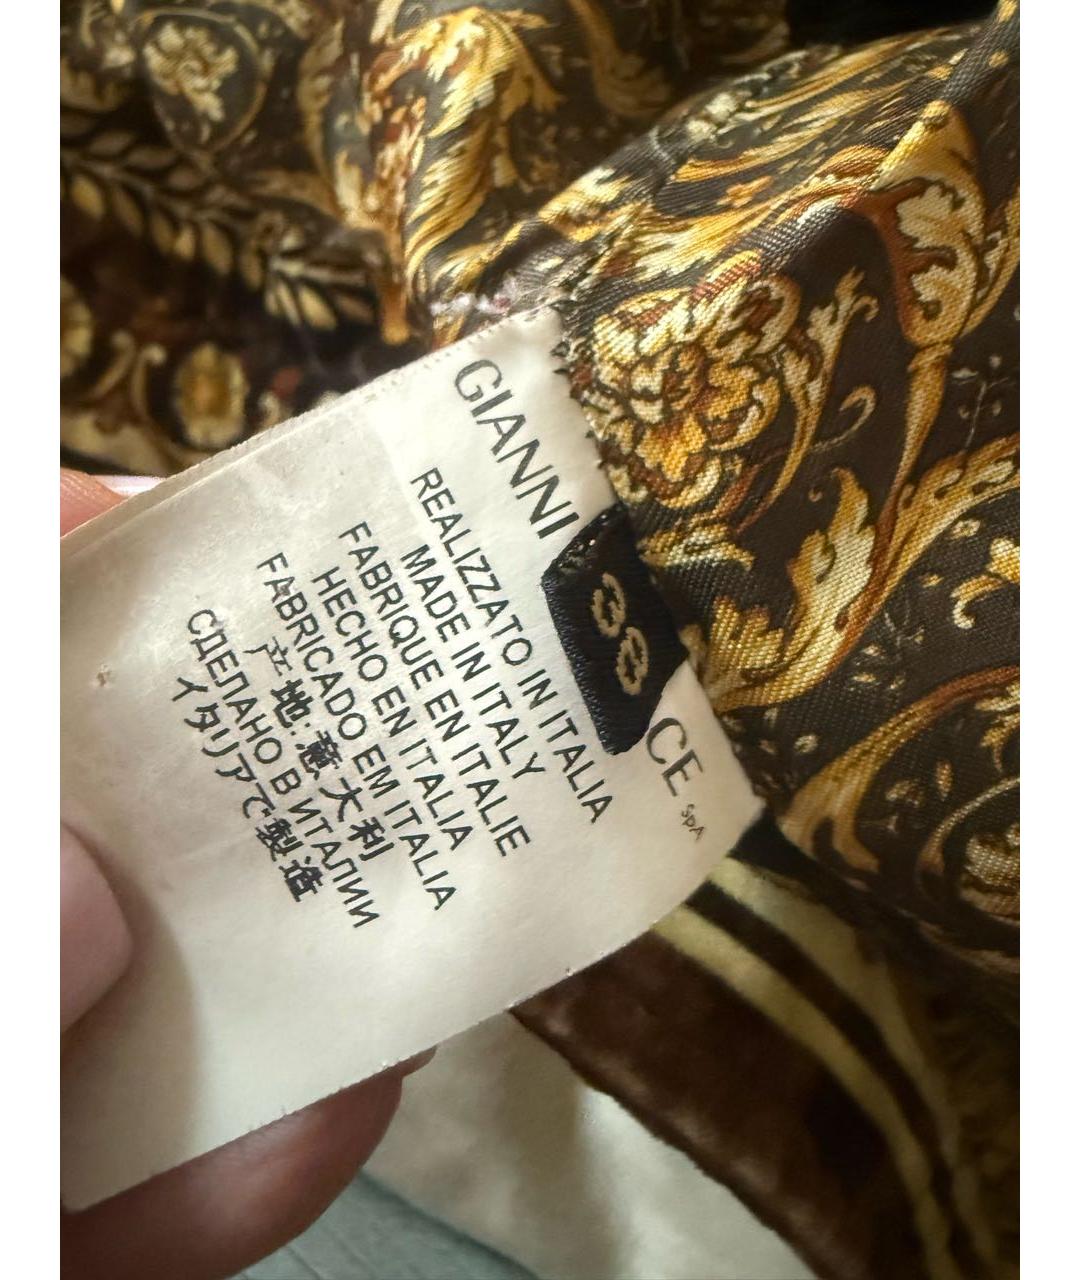 GIANNI
CE SpA
38
REALIZZATO IN ITALIA
MADE IN ITALY
FABRIQUE EN ITALIE
HECHO EN ITALIA
FABRICADO EM ITALIA
产地:意大利
СДЕЛАНО В ИТАЛИИ
イタリアで製造